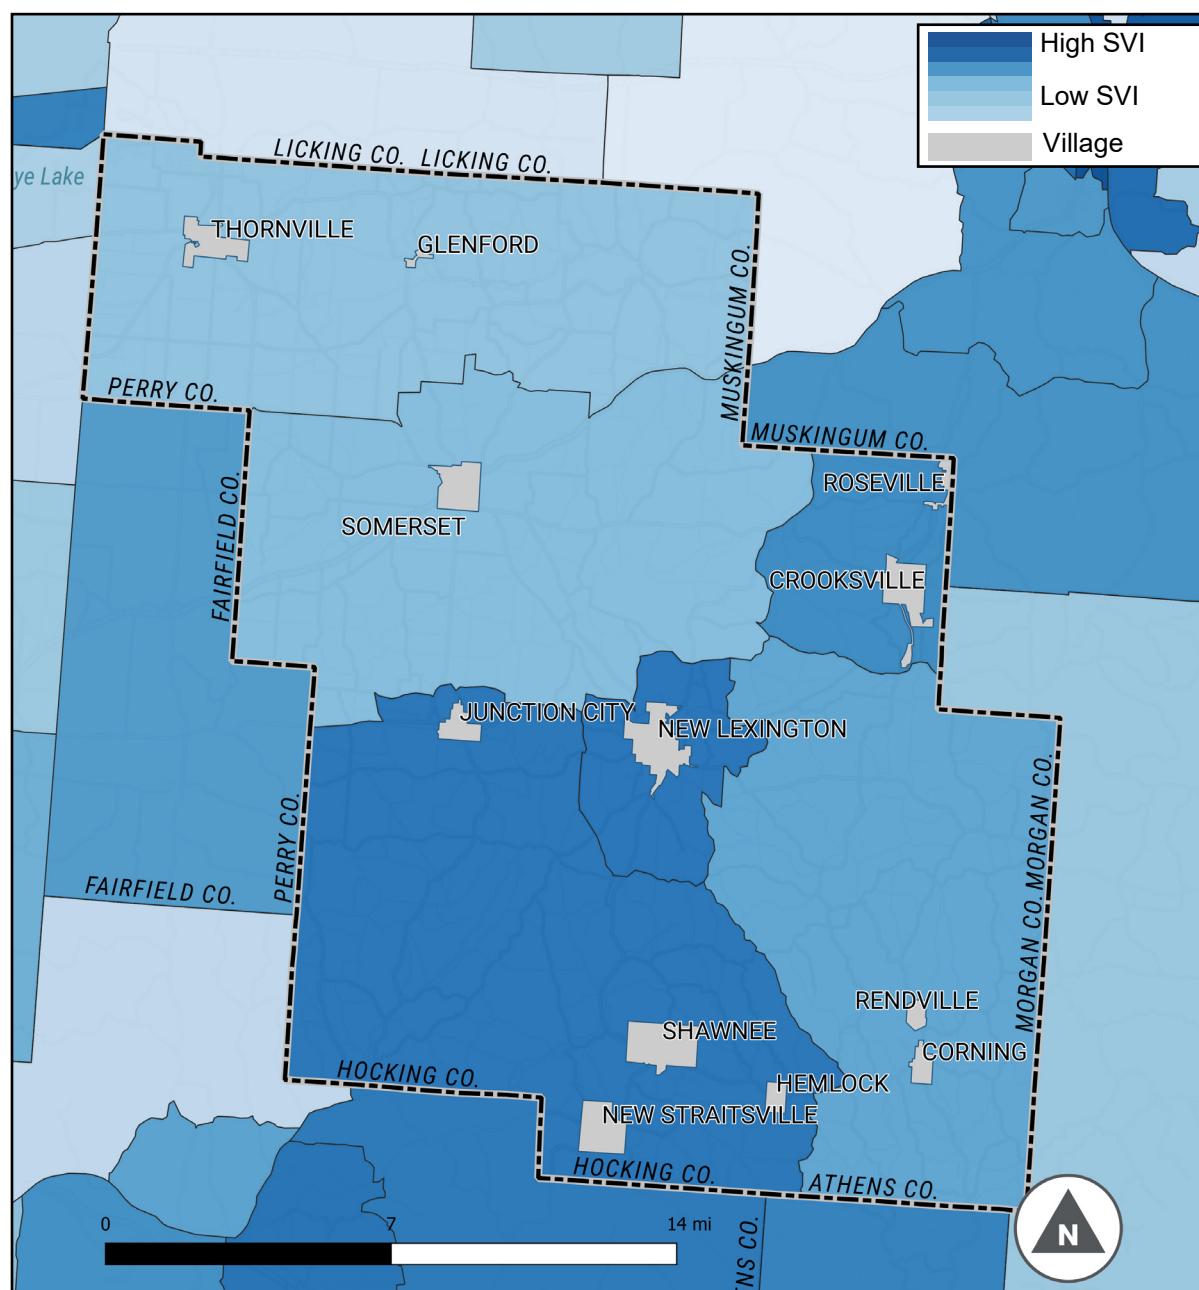 High SVI
Low SVI
Village
LICKING CO.
LICKING CO.
ye Lake
THORNVILLE
GLENFORD
MUSKINGUM CO.
PERRY CO.
MUSKINGUM CO.
ROSEVILLE
FAIRFIELD CO.
SOMERSET
CROOKSVILLE
JUNCTION CITY
NEW LEXINGTON
PERRY CO.
MORGAN CO.
MORGAN CO.
FAIRFIELD CO.
RENDVILLE
SHAWNEE
CORNING
HOCKING CO.
HEMLOCK
NEW STRAITSVILLE
HOCKING CO.
ATHENS CO.
0
7
14 mi
NS CO.
N